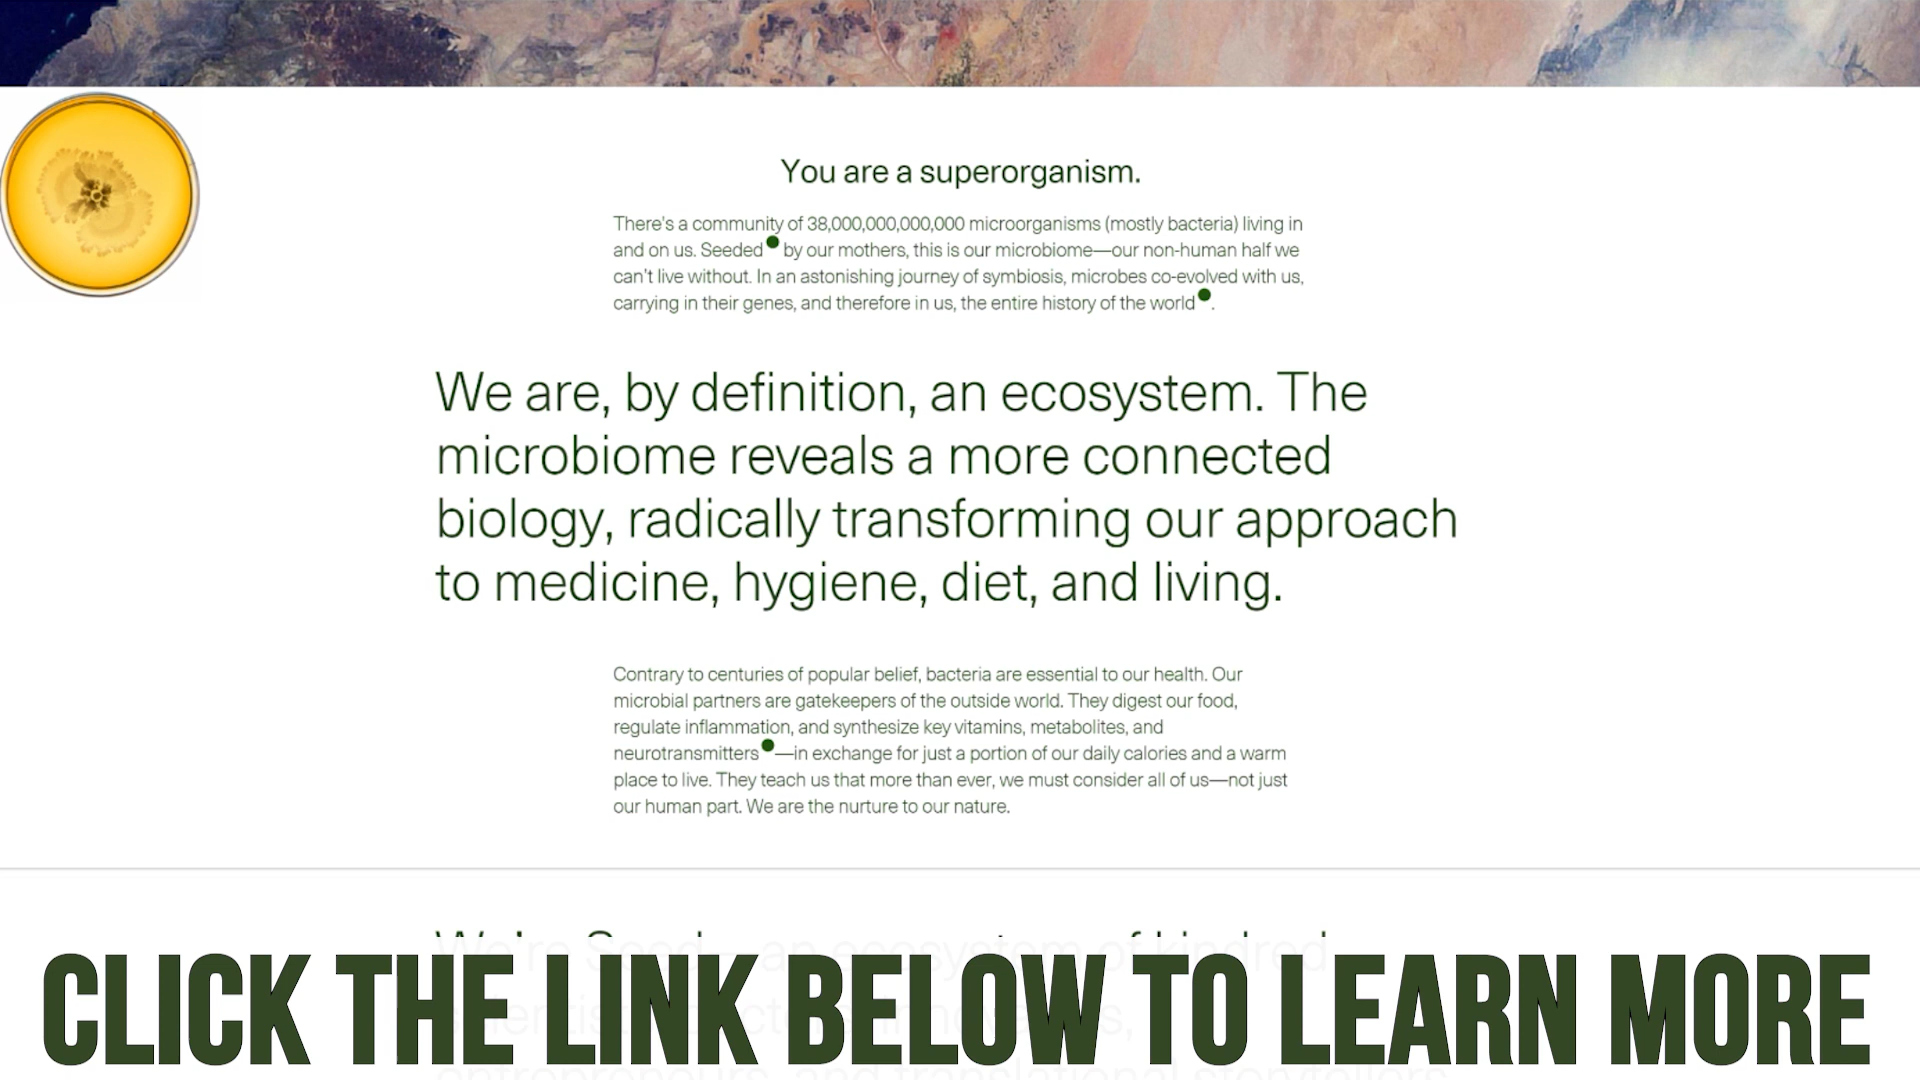 You are a superorganism.
There's a community of 38,000,000,000,000 microorganisms (mostly bacteria) living in
and on us. Seeded by our mothers, this is our microbiome—our non-human half we
can't live without. In an astonishing journey of symbiosis, microbes co-evolved with us,
carrying in their genes, and therefore in us, the entire history of the world.
We are, by definition, an ecosystem. The
microbiome reveals a more connected
biology, radically transforming our approach
to medicine, hygiene, diet, and living.
Contrary to centuries of popular belief, bacteria are essential to our health. Our
microbial partners are gatekeepers of the outside world. They digest our food,
regulate inflammation, and synthesize key vitamins, metabolites, and
neurotransmitters—in exchange for just a portion of our daily calories and a warm
place to live. They teach us that more than ever, we must consider all of us—not just
our human part. We are the nurture to our nature.
We're Seed, an ecosystem of kindred
CLICK THE LINK BELOW TO LEARN MORE